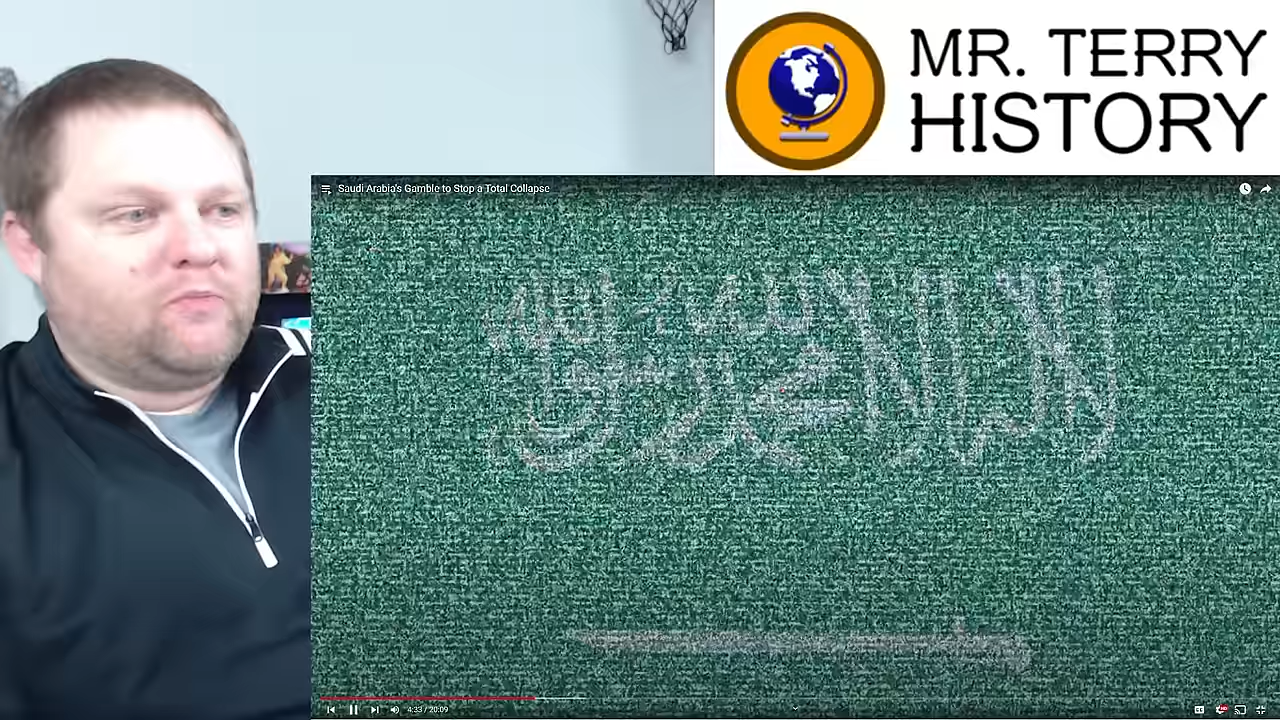 MR. TERRY
HISTORY
Saudi Arabia's Gamble to Stop a Total Collapse
لا إله إلا الله محمد رسول الله
4:33 / 20:09